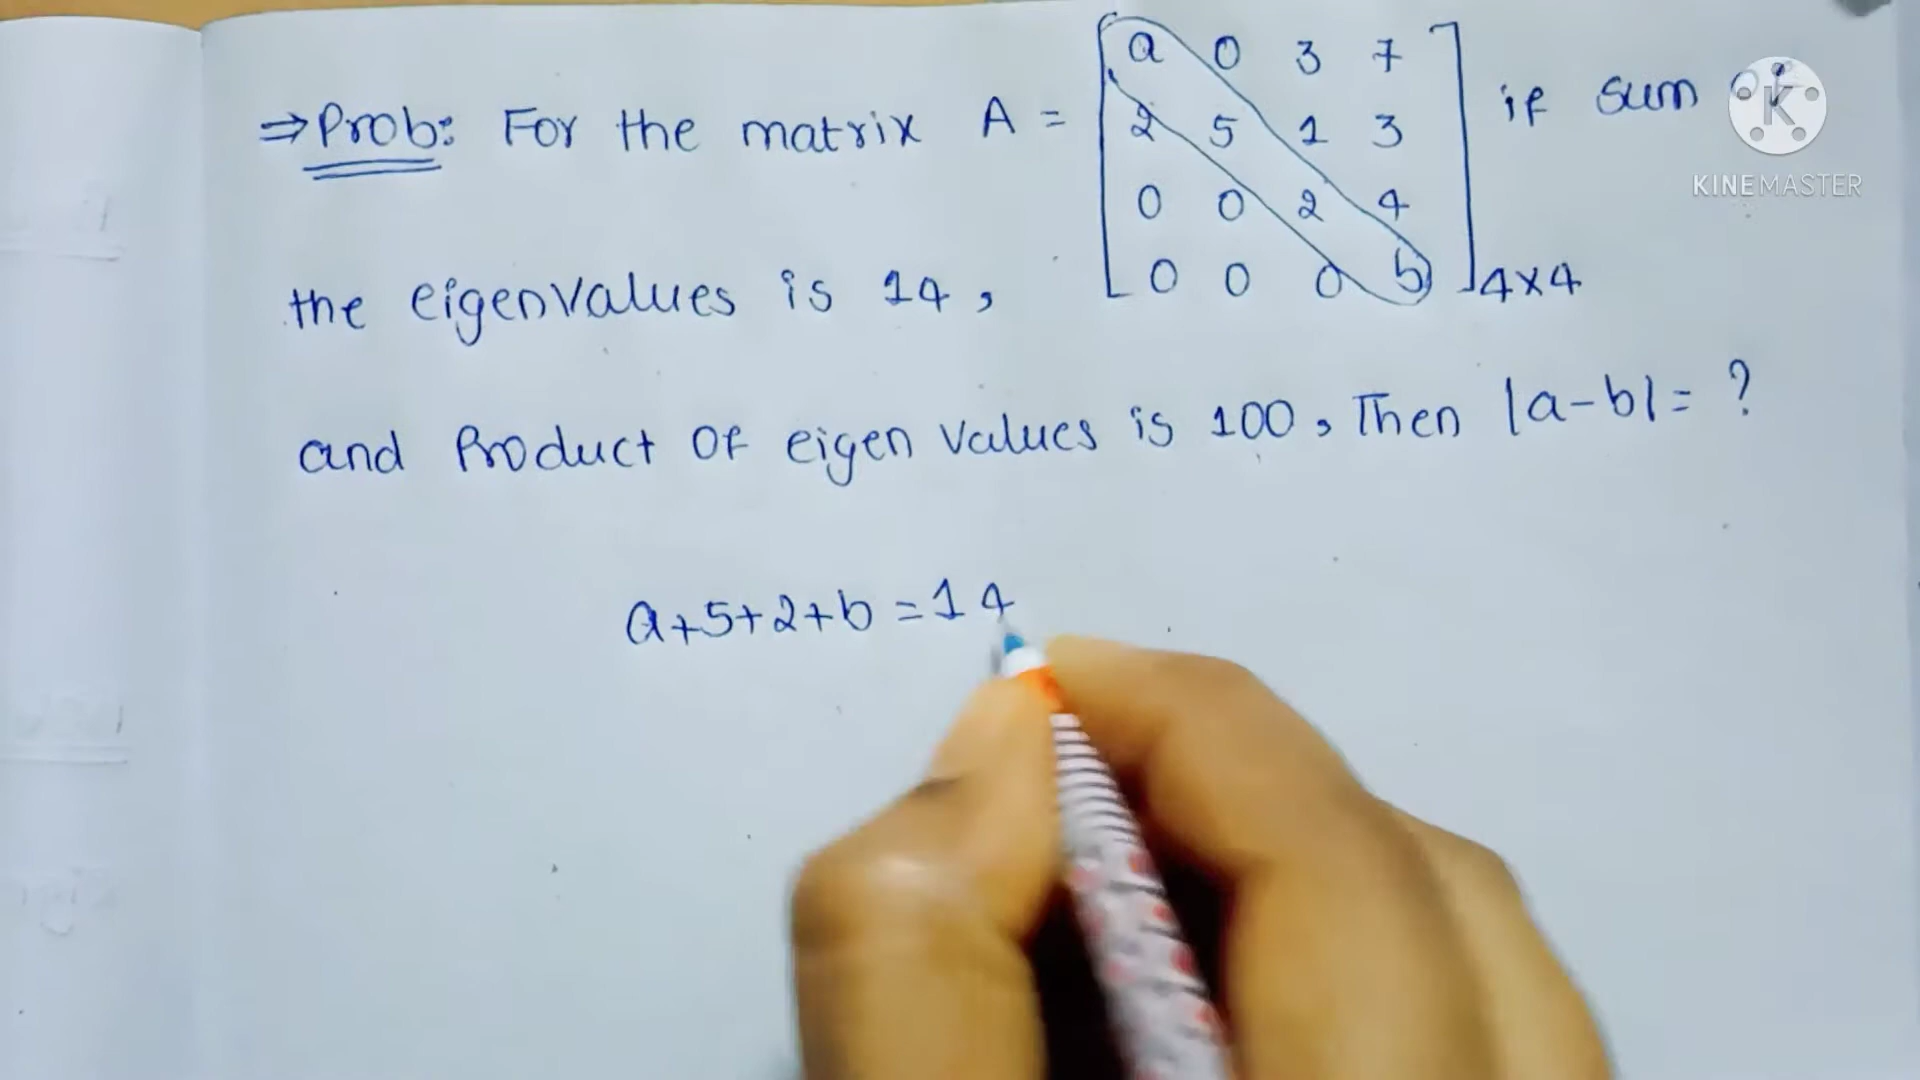 ⇒Prob: For the matrix A = [ a 0 3 7 if sum of
2 5 1 3
0 0 2 4
0 0 0 b ]4×4
the eigenvalues is 14,
and Product of eigen values is 100, Then |a-b| = ?
a+5+2+b = 14
KINEMASTER